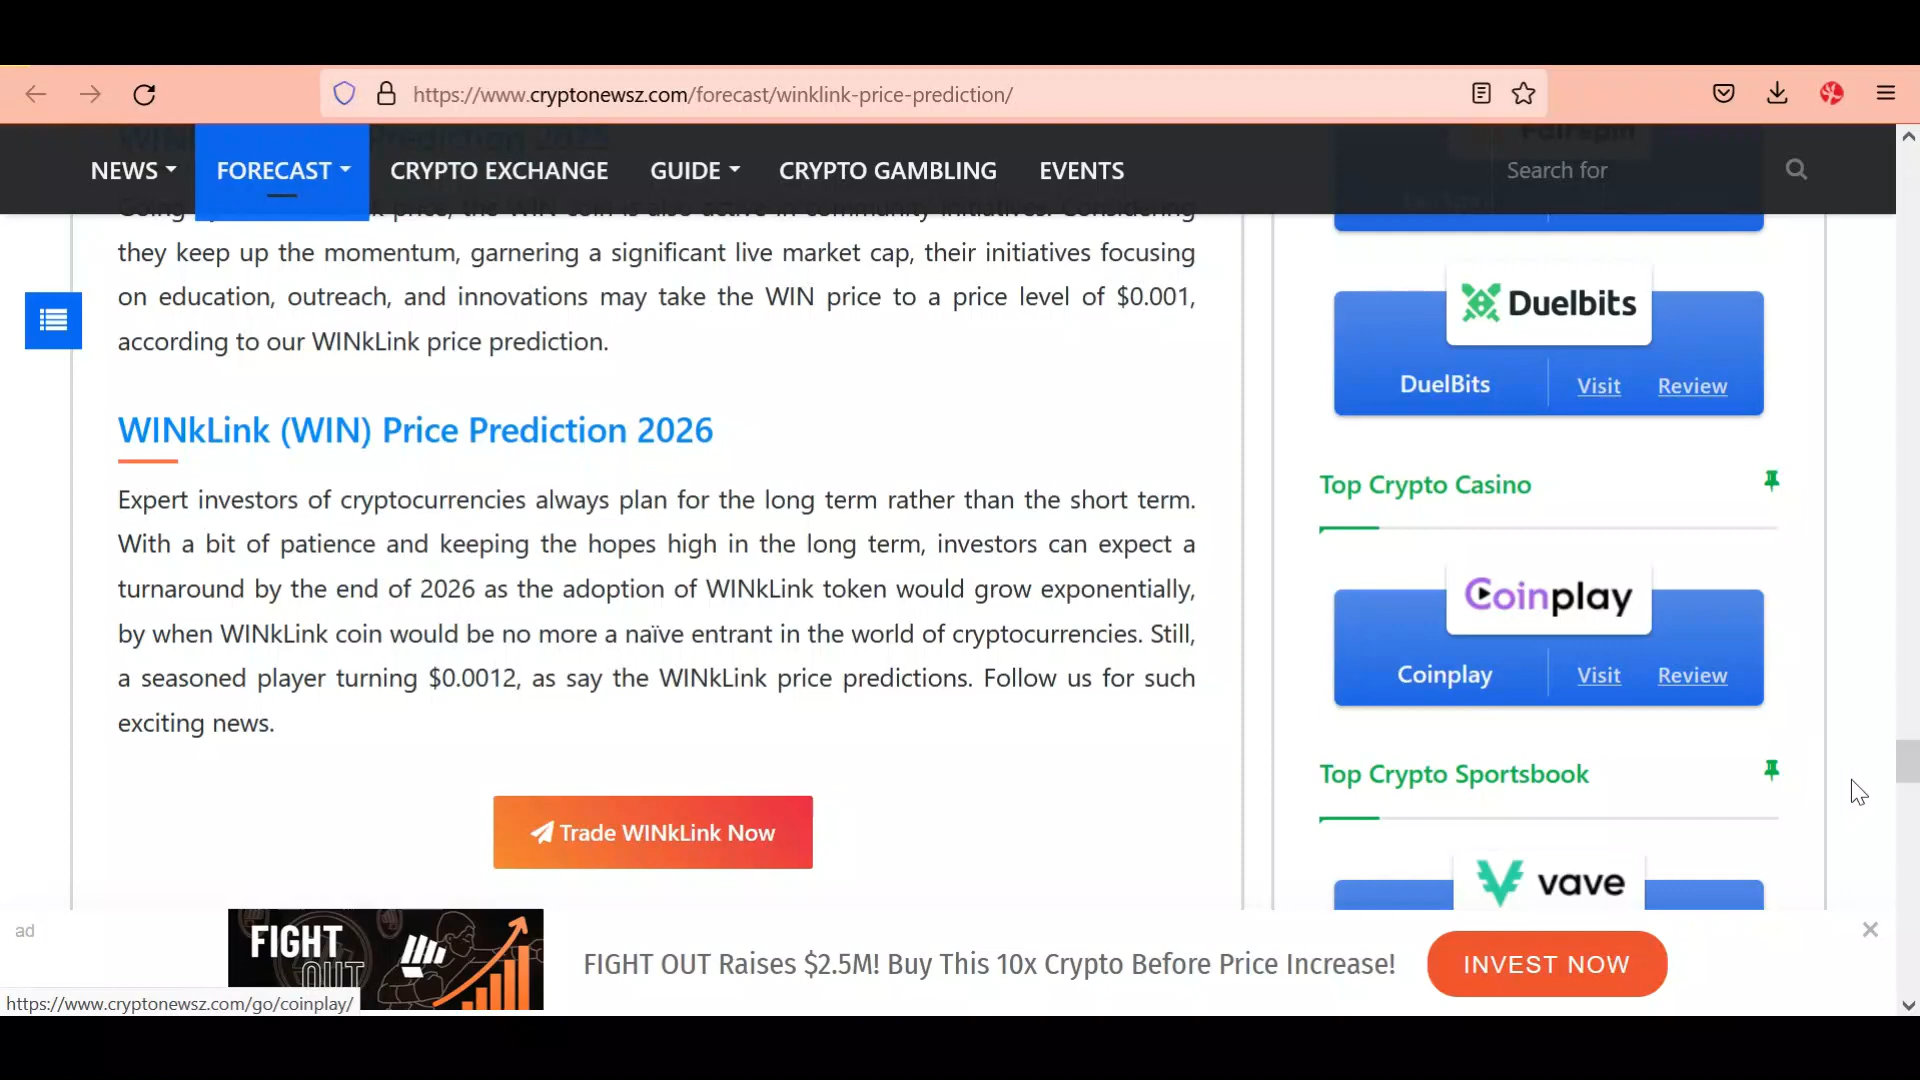 https://www.cryptonewsz.com/forecast/winklink-price-prediction/
NEWS
FORECAST
CRYPTO EXCHANGE
GUIDE
CRYPTO GAMBLING
EVENTS
Search for
they keep up the momentum, garnering a significant live market cap, their initiatives focusing
on education, outreach, and innovations may take the WIN price to a price level of $0.001,
according to our WINkLink price prediction.
WINkLink (WIN) Price Prediction 2026
Expert investors of cryptocurrencies always plan for the long term rather than the short term.
With a bit of patience and keeping the hopes high in the long term, investors can expect a
turnaround by the end of 2026 as the adoption of WINkLink token would grow exponentially,
by when WINkLink coin would be no more a naïve entrant in the world of cryptocurrencies. Still,
a seasoned player turning $0.0012, as say the WINkLink price predictions. Follow us for such
exciting news.
Trade WINkLink Now
Duelbits
DuelBits
Visit
Review
Top Crypto Casino
Coinplay
Coinplay
Visit
Review
Top Crypto Sportsbook
vave
ad
FIGHT
OUT
FIGHT OUT Raises $2.5M! Buy This 10x Crypto Before Price Increase!
INVEST NOW
https://www.cryptonewsz.com/go/coinplay/